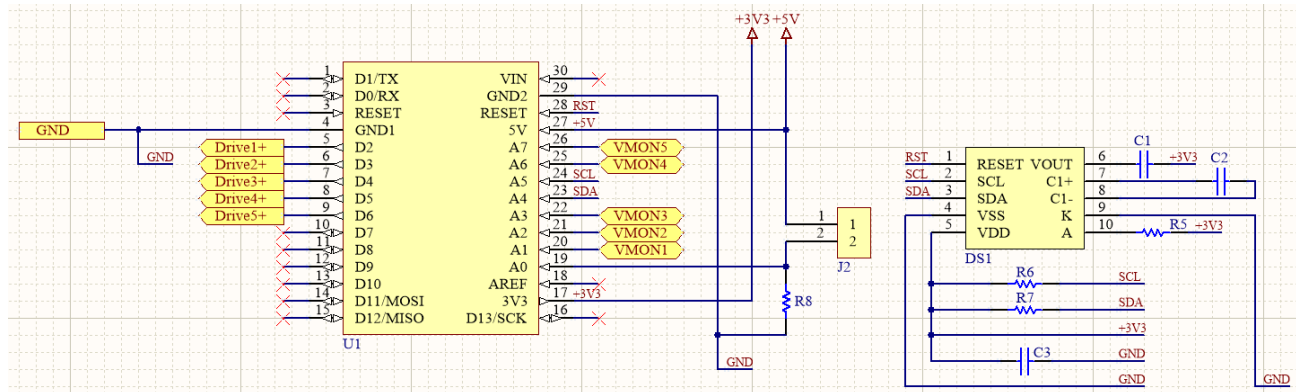 +3V3 +5V
GND
GND
Drive1+
Drive2+
Drive3+
Drive4+
Drive5+
1 D1/TX VIN 30
2 D0/RX GND2 29
3 RESET RESET 28 RST
4 GND1 5V 27 +5V
5 D2 A7 26 VMON5
6 D3 A6 25 VMON4
7 D4 A5 24 SCL
8 D5 A4 23 SDA
9 D6 A3 22 VMON3
10 D7 A2 21 VMON2
11 D8 A1 20 VMON1
12 D9 A0 19
13 D10 AREF 18
14 D11/MOSI 3V3 17 +3V3
15 D12/MISO D13/SCK 16
U1
1 1
2 2
J2
R8
GND
C1
C2
RST 1 RESET VOUT 6 +3V3
SCL 2 SCL C1+ 7
SDA 3 SDA C1- 8
4 VSS K 9
5 VDD A 10 R5 +3V3
DS1
R6 SCL
R7 SDA
+3V3
C3 GND
GND
GND